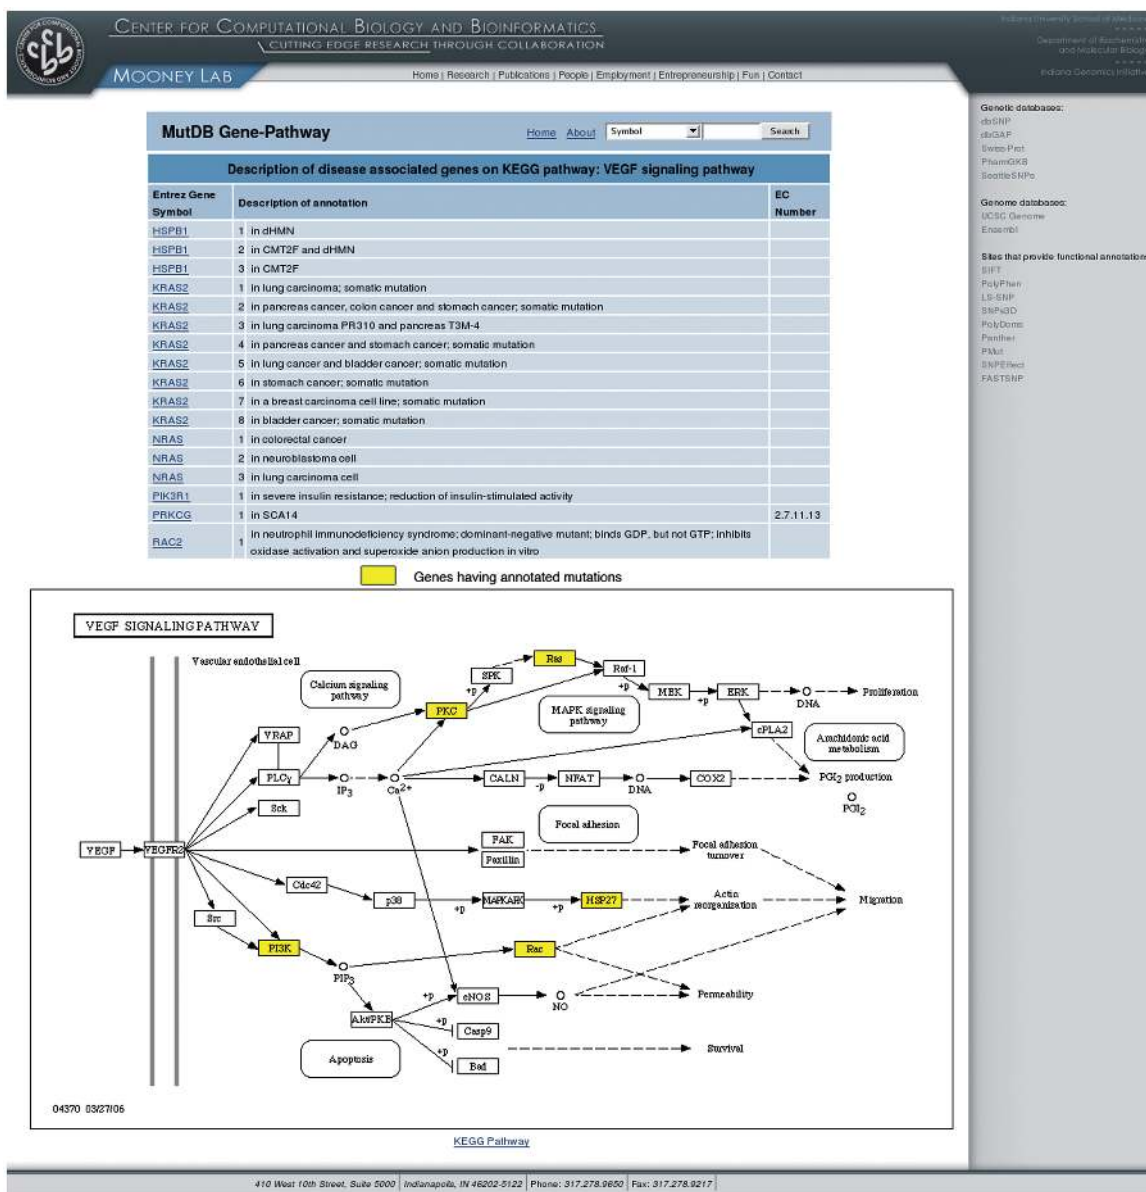 CENTER FOR COMPUTATIONAL BIOLOGY AND BIOINFORMATICS
CUTTING EDGE RESEARCH THROUGH COLLABORATION
MOONEY LAB
Home | Research | Publications | People | Employment | Entrepreneurship | Fun | Contact
Indiana University School of Medicine
Department of Biochemistry
and Molecular Biology
Indiana Genomics Initiative
MutDB Gene-Pathway
Home About Symbol Search
Description of disease associated genes on KEGG pathway: VEGF signaling pathway
Entrez Gene Symbol Description of annotation EC Number
HSPB1 1 in dHMN
HSPB1 2 in CMT2F and dHMN
HSPB1 3 in CMT2F
KRAS2 1 in lung carcinoma; somatic mutation
KRAS2 2 in pancreas cancer, colon cancer and stomach cancer; somatic mutation
KRAS2 3 in lung carcinoma PR310 and pancreas T3M-4
KRAS2 4 in pancreas cancer and stomach cancer; somatic mutation
KRAS2 5 in lung cancer and bladder cancer; somatic mutation
KRAS2 6 in stomach cancer; somatic mutation
KRAS2 7 in a breast carcinoma cell line; somatic mutation
KRAS2 8 in bladder cancer; somatic mutation
NRAS 1 in colorectal cancer
NRAS 2 in neuroblastoma cell
NRAS 3 in lung carcinoma cell
PIK3R1 1 in severe insulin resistance; reduction of insulin-stimulated activity
PRKCG 1 in SCA14 2.7.11.13
RAC2 1 in neutrophil immunodeficiency syndrome; dominant-negative mutant; binds GDP, but not GTP; inhibits
oxidase activation and superoxide anion production in vitro
Genetic databases:
dbSNP
dbGAP
Swiss-Prot
PharmGKB
SeattleSNPs
Genome databases:
UCSC Genome
Ensembl
Sites that provide functional annotation
SIFT
PolyPhen
LS-SNP
SNPs3D
PolyDoms
Panther
PMut
SNPEffect
FASTSNP
Genes having annotated mutations
VEGF SIGNALING PATHWAY
Vascular endothelial cell
Calcium signaling
pathway
SPK
Ras
Raf-1
+p
+p
MEK
+p
ERK
DNA
Proliferation
PKC
MAPK signaling
pathway
VRAP
DAG
cPLA2
Arachidonic acid
metabolism
PLCγ
IP3
Ca2+
CALN
-p
NFAT
DNA
COX2
PGI2 production
PGI2
Sck
Focal adhesion
VEGF
VEGFR2
FAK
Paxillin
Focal adhesion
turnover
Cdc42
p38
+p
MAPKAPK
+p
HSP27
Actin
reorganization
Migration
Src
PI3K
PIP3
Rac
+p
eNOS
NO
Permeability
Akt/PKB
+p
Casp9
+p
Bad
Survival
Apoptosis
04370 03/27/06
KEGG Pathway
410 West 10th Street, Suite 5000 | Indianapolis, IN 46202-5122 | Phone: 317.278.9650 | Fax: 317.278.9217